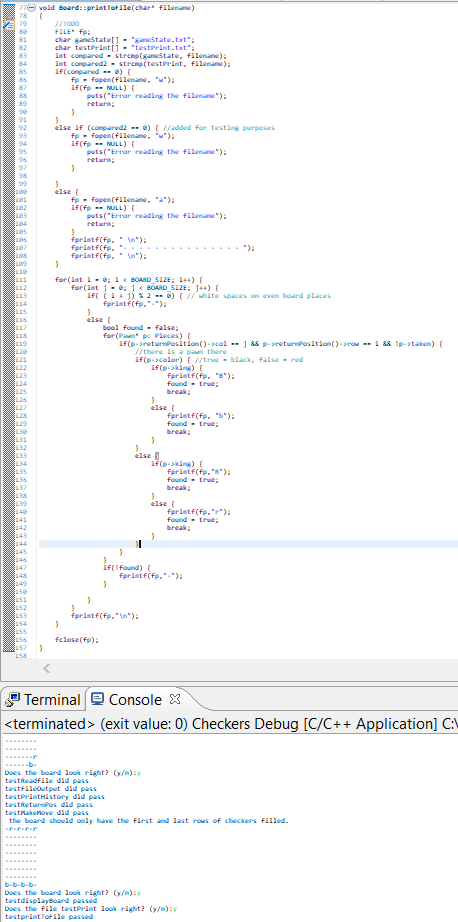 77 void Board::printToFile(char* filename)
78 {
79 //TODO
80 FILE* fp;
81 char gameState[] = "gameState.txt";
82 char testPrint[] = "testPrint.txt";
83 int compared = strcmp(gameState, filename);
84 int compared2 = strcmp(testPrint, filename);
85 if(compared == 0) {
86 fp = fopen(filename, "w");
87 if(fp == NULL) {
88 puts("Error reading the filename");
89 return;
90 }
91 }
92 else if (compared2 == 0) { //added for testing purposes
93 fp = fopen(filename, "w");
94 if(fp == NULL) {
95 puts("Error reading the filename");
96 return;
97 }
98
99 }
100 else {
101 fp = fopen(filename, "a");
102 if(fp == NULL) {
103 puts("Error reading the filename");
104 return;
105 }
106 fprintf(fp, " \n");
107 fprintf(fp, "- - - - - - - - - - - - - - - ");
108 fprintf(fp, " \n");
109 }
110
111 for(int i = 0; i < BOARD_SIZE; i++) {
112 for(int j = 0; j < BOARD_SIZE; j++) {
113 if( ( i + j) % 2 == 0) { // white spaces on even board places
114 fprintf(fp,"-");
115 }
116 else {
117 bool found = false;
118 for(Pawn* p: Pieces) {
119 if(p->returnPosition()->col == j && p->returnPosition()->row == i && !p->taken) {
120 //there is a pawn there
121 if(p->color) { //true = black, false = red
122 if(p->king) {
123 fprintf(fp, "B");
124 found = true;
125 break;
126 }
127 else {
128 fprintf(fp, "b");
129 found = true;
130 break;
131 }
132 }
133 else {
134 if(p->king) {
135 fprintf(fp,"R");
136 found = true;
137 break;
138 }
139 else {
140 fprintf(fp,"r");
141 found = true;
142 break;
143 }
144 }
145 }
146 }
147 if(!found) {
148 fprintf(fp,"-");
149 }
150
151 }
152 }
153 fprintf(fp,"\n");
154 }
155
156 fclose(fp);
157 }
158
Terminal Console
<terminated> (exit value: 0) Checkers Debug [C/C++ Application] C:\
--------
--------
-------r
------b-
Does the board look right? (y/n):y
testReadfile did pass
testFileOutput did pass
testPrintHistory did pass
testReturnPos did pass
testMakeMove did pass
the board should only have the first and last rows of checkers filled.
-r-r-r-r
--------
--------
--------
--------
--------
--------
b-b-b-b-
Does the board look right? (y/n):y
testdisplayBoard passed
Does the file testPrint look right? (y/n):y
testprintToFile passed